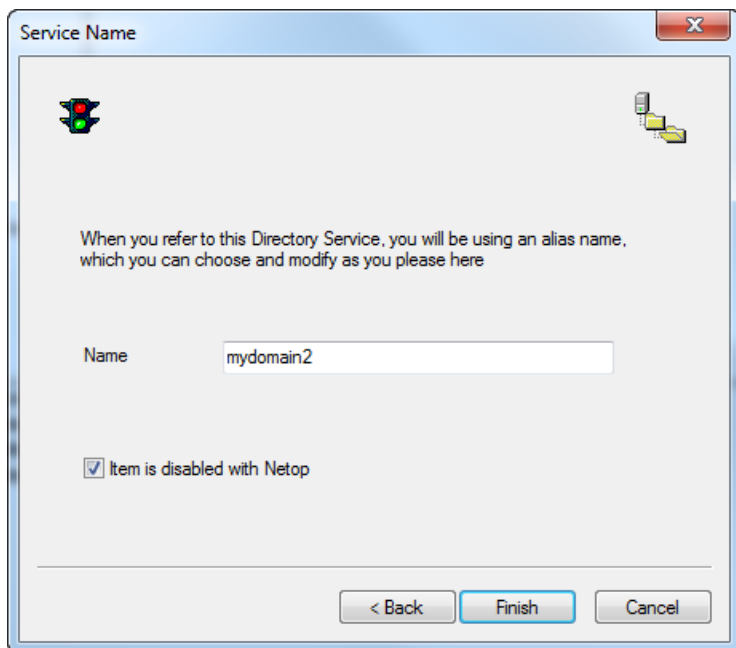 Service Name
When you refer to this Directory Service, you will be using an alias name,
which you can choose and modify as you please here
Name mydomain2
Item is disabled with Netop
< Back Finish Cancel